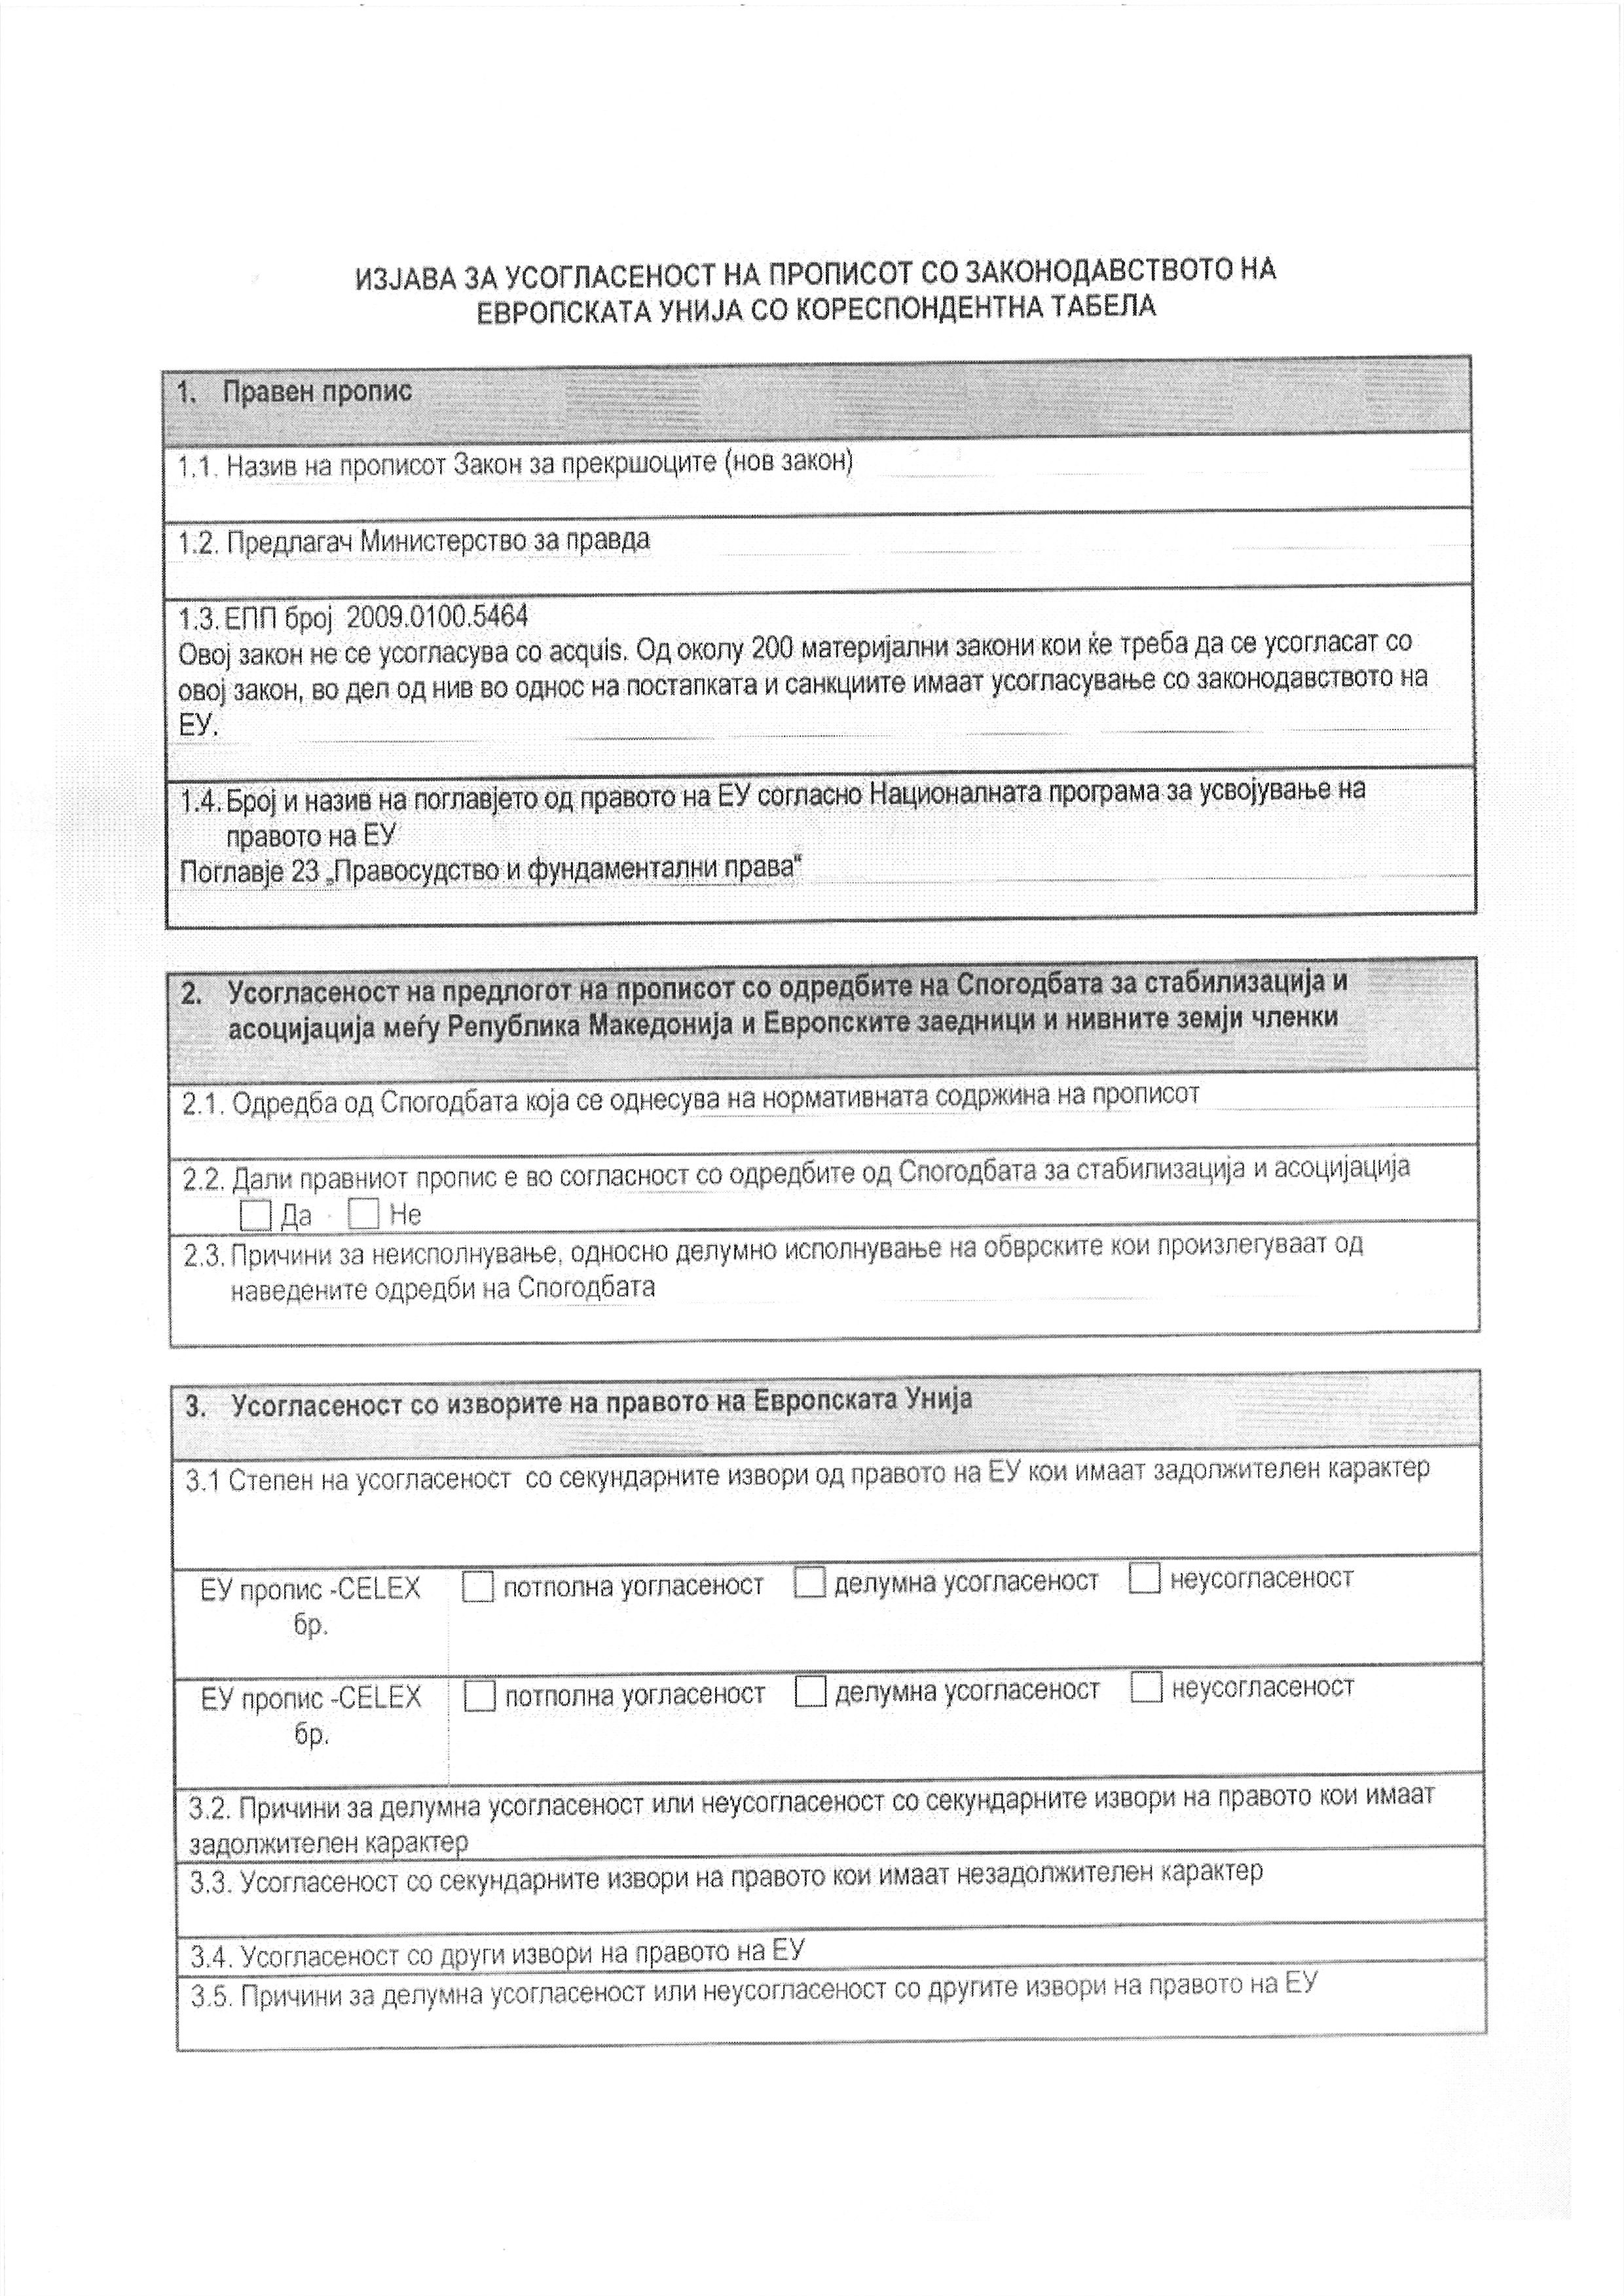 ИЗЈАВА ЗА УСОГЛАСЕНОСТ НА ПРОПИСОТ СО ЗАКОНОДАВСТВОТО НА
ЕВРОПСКАТА УНИЈА СО КОРЕСПОНДЕНТНА ТАБЕЛА
1. Правен пропис
1.1. Назив на прописот Закон за прекршоците (нов закон)
1.2. Предлагач Министерство за правда
1.3. ЕПП број 2009.0100.5464
Овој закон не се усогласува со acquis. Од околу 200 материјални закони кои ќе треба да се усогласат со
овој закон, во дел од нив во однос на постапката и санкциите имаат усогласување со законодавството на
ЕУ.
1.4. Број и назив на поглавјето од правото на ЕУ согласно Националната програма за усвојување на
правото на ЕУ
Поглавје 23 „Правосудство и фундаментални права“
2. Усогласеност на предлогот на прописот со одредбите на Спогодбата за стабилизација и
асоцијација меѓу Република Македонија и Европските заедници и нивните земји членки
2.1. Одредба од Спогодбата која се однесува на нормативната содржина на прописот
2.2. Дали правниот пропис е во согласност со одредбите од Спогодбата за стабилизација и асоцијација
Да Не
2.3. Причини за неисполнување, односно делумно исполнување на обврските кои произлегуваат од
наведените одредби на Спогодбата
3. Усогласеност со изворите на правото на Европската Унија
3.1 Степен на усогласеност со секундарните извори од правото на ЕУ кои имаат задолжителен карактер
ЕУ пропис -CELEX потполна уогласеност делумна усогласеност неусогласеност
бр.
ЕУ пропис -CELEX потполна уогласеност делумна усогласеност неусогласеност
бр.
3.2. Причини за делумна усогласеност или неусогласеност со секундарните извори на правото кои имаат
задолжителен карактер
3.3. Усогласеност со секундарните извори на правото кои имаат незадолжителен карактер
3.4. Усогласеност со други извори на правото на ЕУ
3.5. Причини за делумна усогласеност или неусогласеност со другите извори на правото на ЕУ